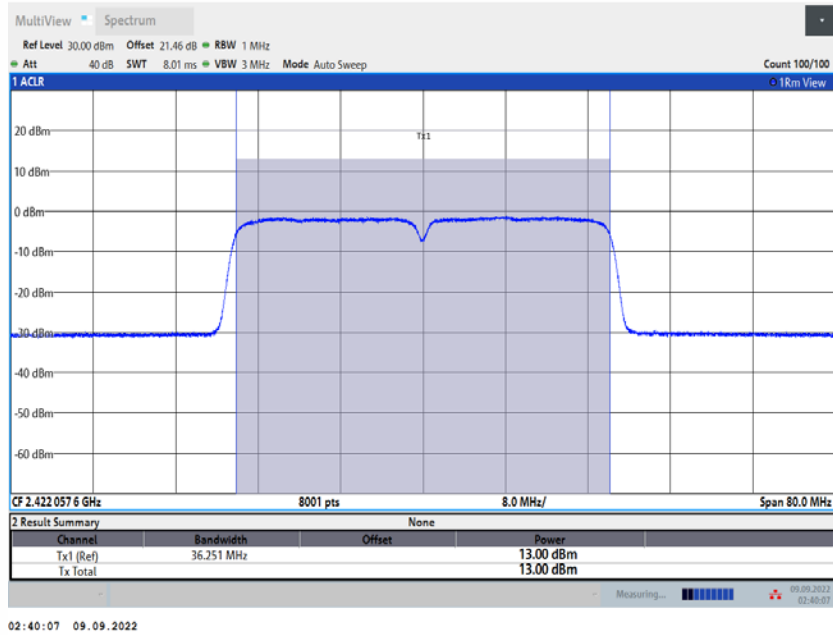 MultiView Spectrum
Ref Level 30.00 dBm Offset 21.46 dB RBW 1 MHz
Att 40 dB SWT 8.01 ms VBW 3 MHz Mode Auto Sweep Count 100/100
1 ACLR 1Rm View
20 dBm
Tx1
10 dBm
0 dBm
-10 dBm
-20 dBm
-30 dBm
-40 dBm
-50 dBm
-60 dBm
CF 2.422 057 6 GHz 8001 pts 8.0 MHz/ Span 80.0 MHz
2 Result Summary None
Channel Bandwidth Offset Power
Tx1 (Ref) 36.251 MHz 13.00 dBm
Tx Total 13.00 dBm
Measuring... 09.09.2022
02:40:07
02:40:07 09.09.2022